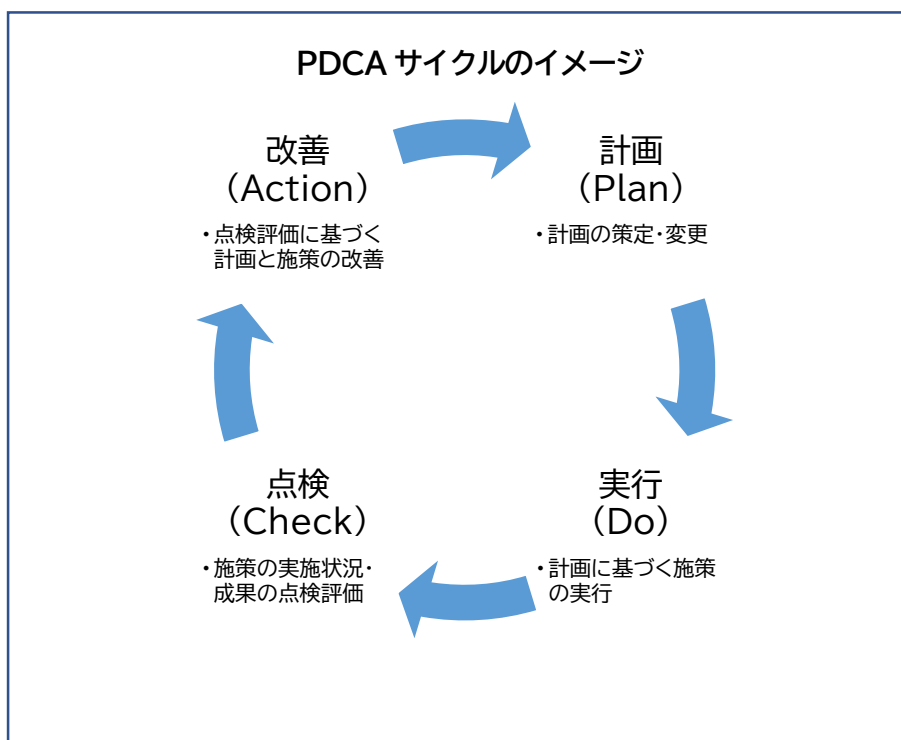 PDCA サイクルのイメージ
改善
(Action)
・点検評価に基づく
計画と施策の改善
計画
(Plan)
・計画の策定・変更
点検
(Check)
・施策の実施状況・
成果の点検評価
実行
(Do)
・計画に基づく施策
の実行